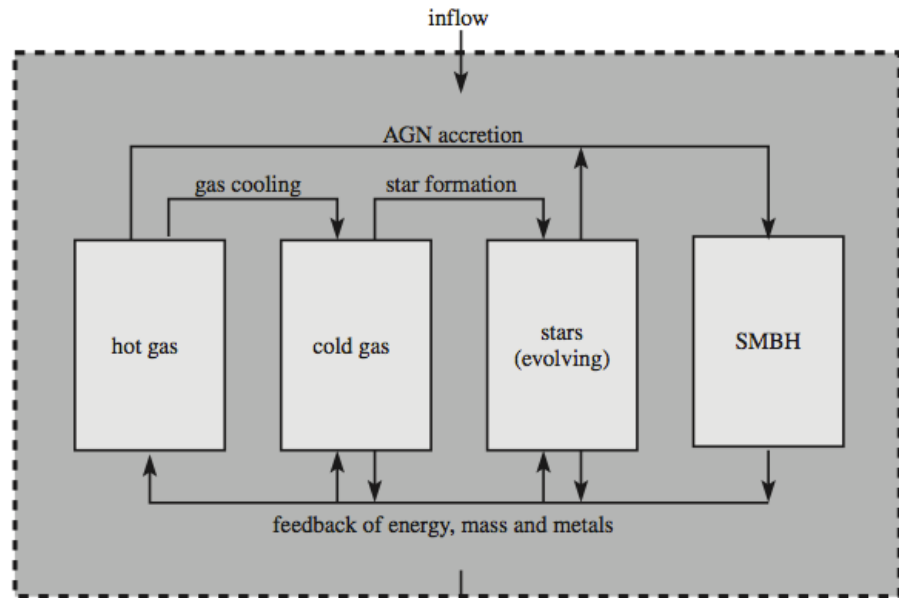 inflow
AGN accretion
gas cooling
star formation
hot gas
cold gas
stars
(evolving)
SMBH
feedback of energy, mass and metals